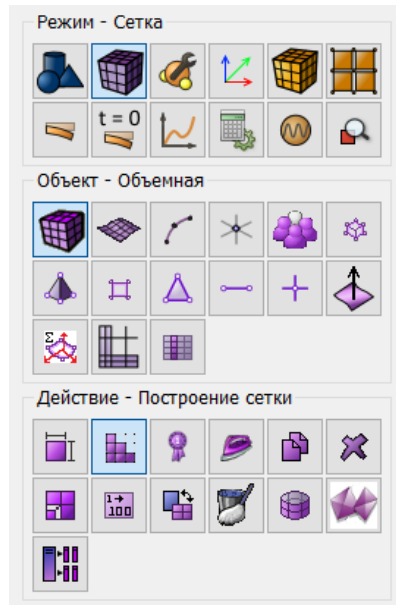 Режим - Сетка
t = 0
Объект - Объемная
Σ
Действие - Построение сетки
1→
100